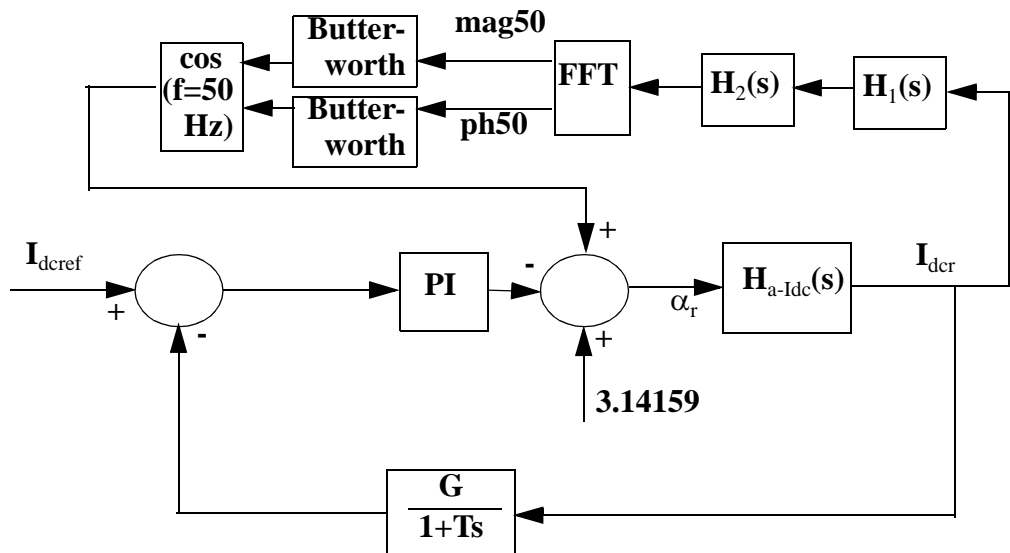 Butter-
worth
mag50
cos
(f=50
Hz)
FFT
H2(s)
H1(s)
Butter-
worth
ph50
+
Idcref
+
-
PI
-
αr
Ha-Idc(s)
Idcr
+
3.14159
G
1+Ts